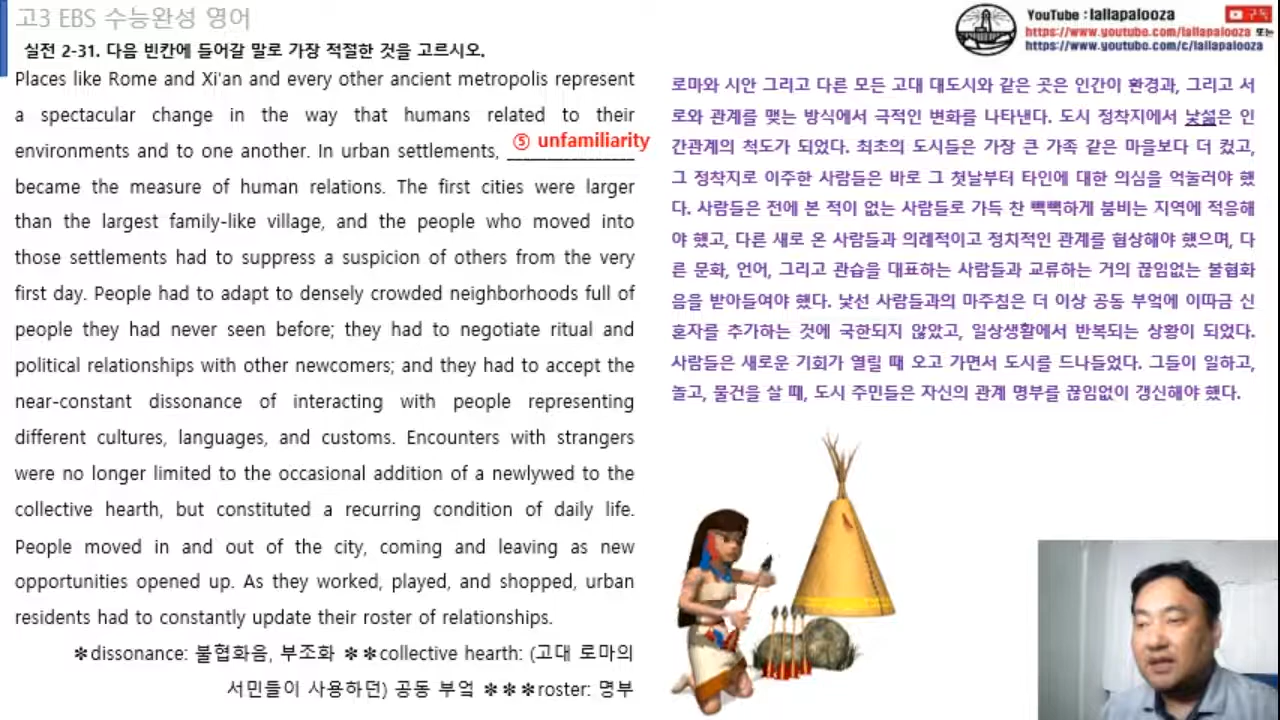 고3 EBS 수능완성 영어
실전 2-31. 다음 빈칸에 들어갈 말로 가장 적절한 것을 고르시오.
Places like Rome and Xi'an and every other ancient metropolis represent
a spectacular change in the way that humans related to their
⑤ unfamiliarity
environments and to one another. In urban settlements, _______________
became the measure of human relations. The first cities were larger
than the largest family-like village, and the people who moved into
those settlements had to suppress a suspicion of others from the very
first day. People had to adapt to densely crowded neighborhoods full of
people they had never seen before; they had to negotiate ritual and
political relationships with other newcomers; and they had to accept the
near-constant dissonance of interacting with people representing
different cultures, languages, and customs. Encounters with strangers
were no longer limited to the occasional addition of a newlywed to the
collective hearth, but constituted a recurring condition of daily life.
People moved in and out of the city, coming and leaving as new
opportunities opened up. As they worked, played, and shopped, urban
residents had to constantly update their roster of relationships.
✻dissonance: 불협화음, 부조화 ✻✻collective hearth: (고대 로마의
서민들이 사용하던) 공동 부엌 ✻✻✻roster: 명부
YouTube : lallapalooza
구독
https://www.youtube.com/lallapalooza 또는
https://www.youtube.com/c/lallapalooza
로마와 시안 그리고 다른 모든 고대 대도시와 같은 곳은 인간이 환경과, 그리고 서
로와 관계를 맺는 방식에서 극적인 변화를 나타낸다. 도시 정착지에서 낯섦은 인
간관계의 척도가 되었다. 최초의 도시들은 가장 큰 가족 같은 마을보다 더 컸고,
그 정착지로 이주한 사람들은 바로 그 첫날부터 타인에 대한 의심을 억눌러야 했
다. 사람들은 전에 본 적이 없는 사람들로 가득 찬 빽빽하게 붐비는 지역에 적응해
야 했고, 다른 새로 온 사람들과 의례적이고 정치적인 관계를 협상해야 했으며, 다
른 문화, 언어, 그리고 관습을 대표하는 사람들과 교류하는 거의 끊임없는 불협화
음을 받아들여야 했다. 낯선 사람들과의 마주침은 더 이상 공동 부엌에 이따금 신
혼자를 추가하는 것에 국한되지 않았고, 일상생활에서 반복되는 상황이 되었다.
사람들은 새로운 기회가 열릴 때 오고 가면서 도시를 드나들었다. 그들이 일하고,
놀고, 물건을 살 때, 도시 주민들은 자신의 관계 명부를 끊임없이 갱신해야 했다.